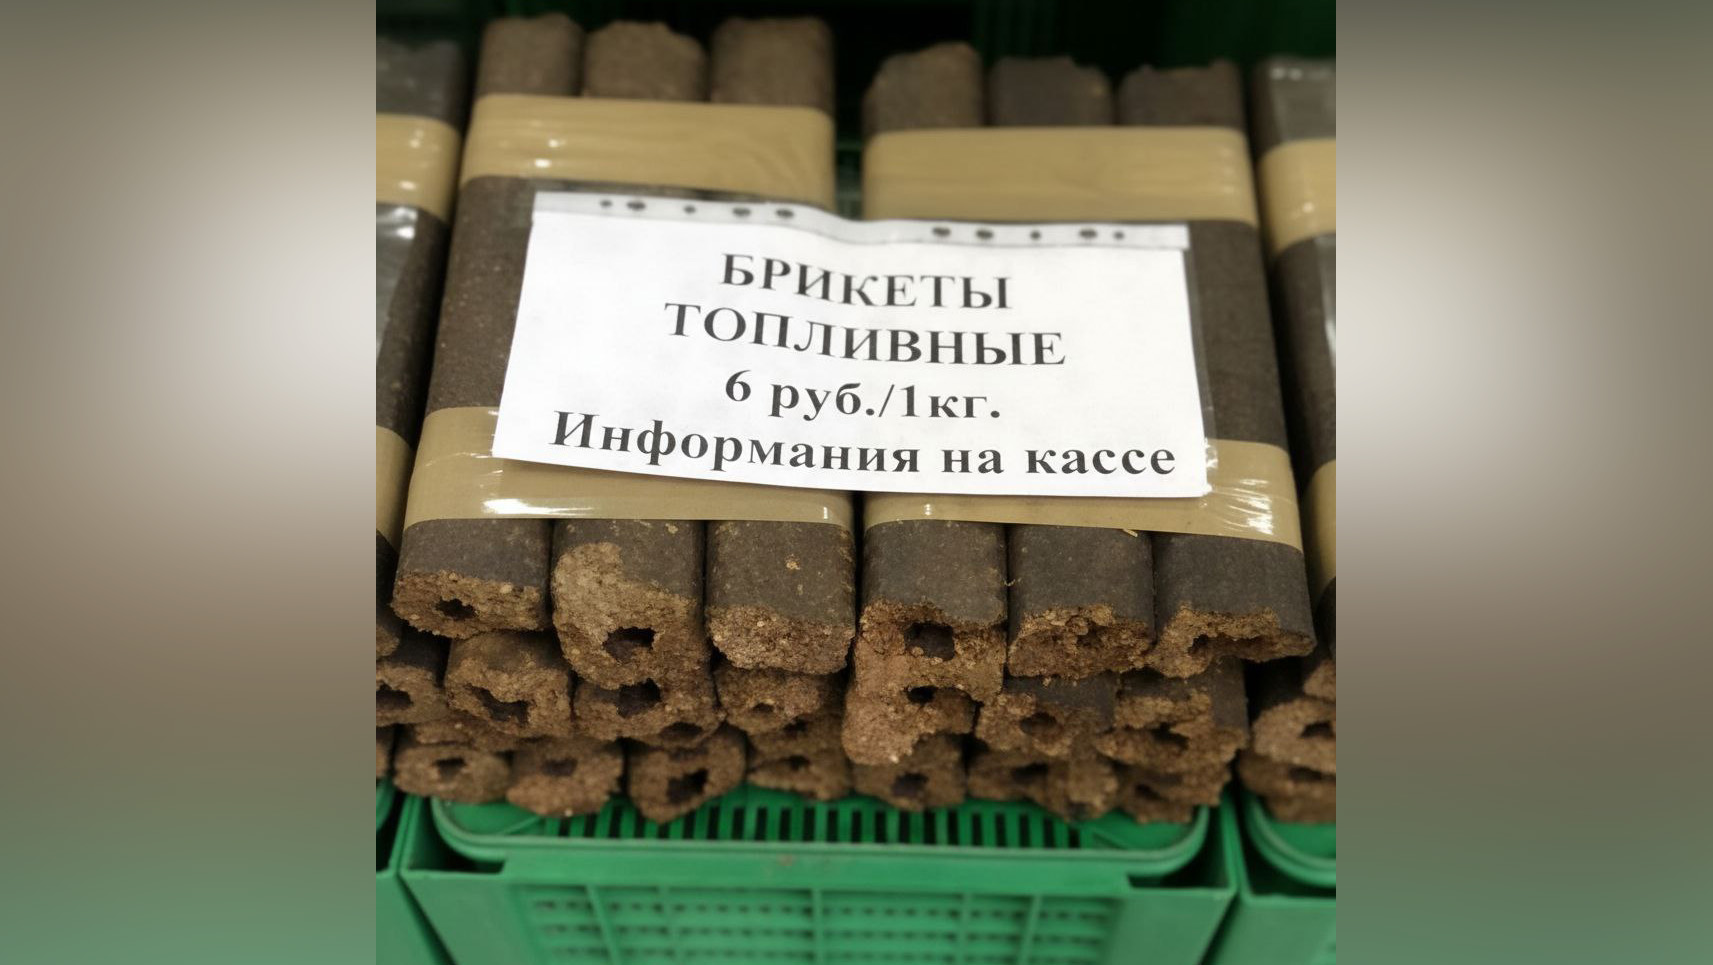 БРИКЕТЫ
ТОПЛИВНЫЕ
6 руб./1кг.
Информания на кассе